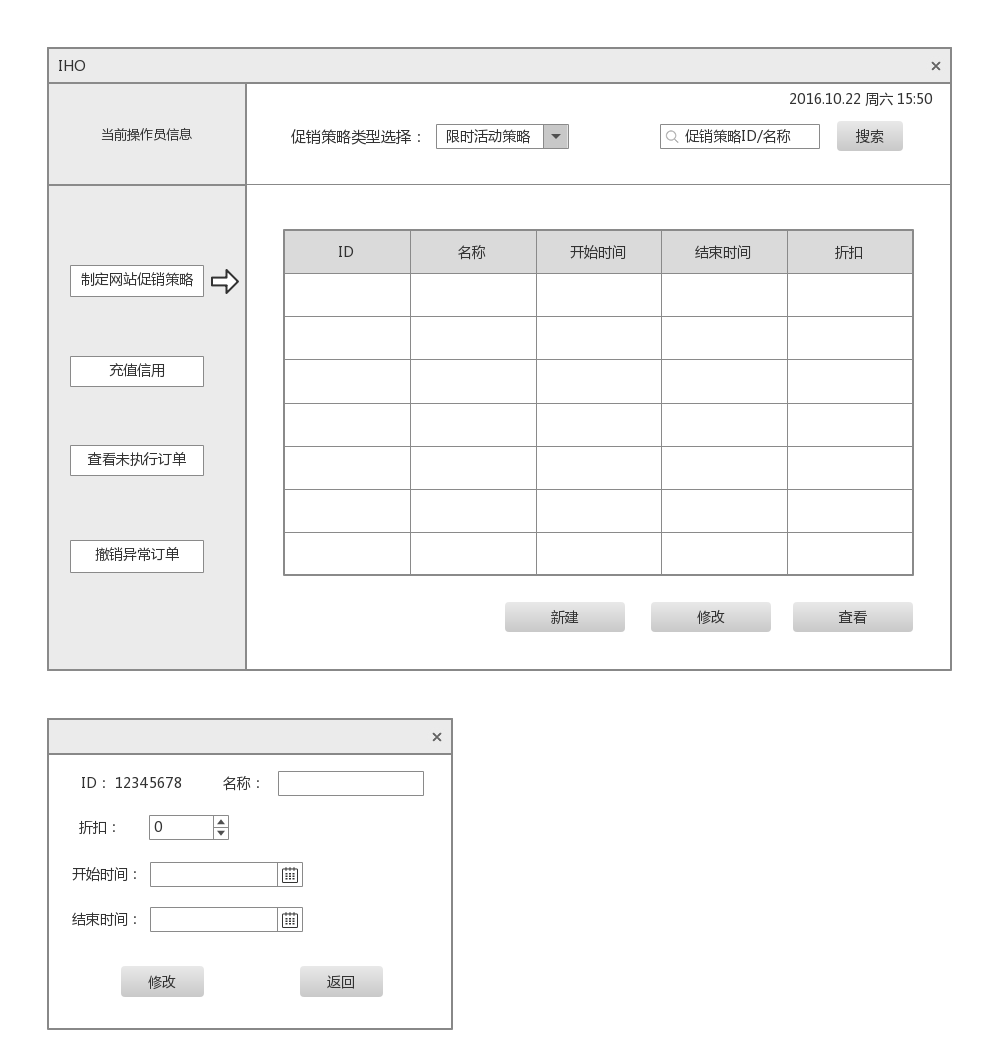 IHO
2016.10.22 周六 15:50
当前操作员信息
促销策略类型选择：
限时活动策略
促销策略ID/名称
搜索
制定网站促销策略
充值信用
查看未执行订单
撤销异常订单
ID 名称 开始时间 结束时间 折扣
新建 修改 查看
ID： 12345678 名称：
折扣： 0
开始时间：
结束时间：
修改 返回